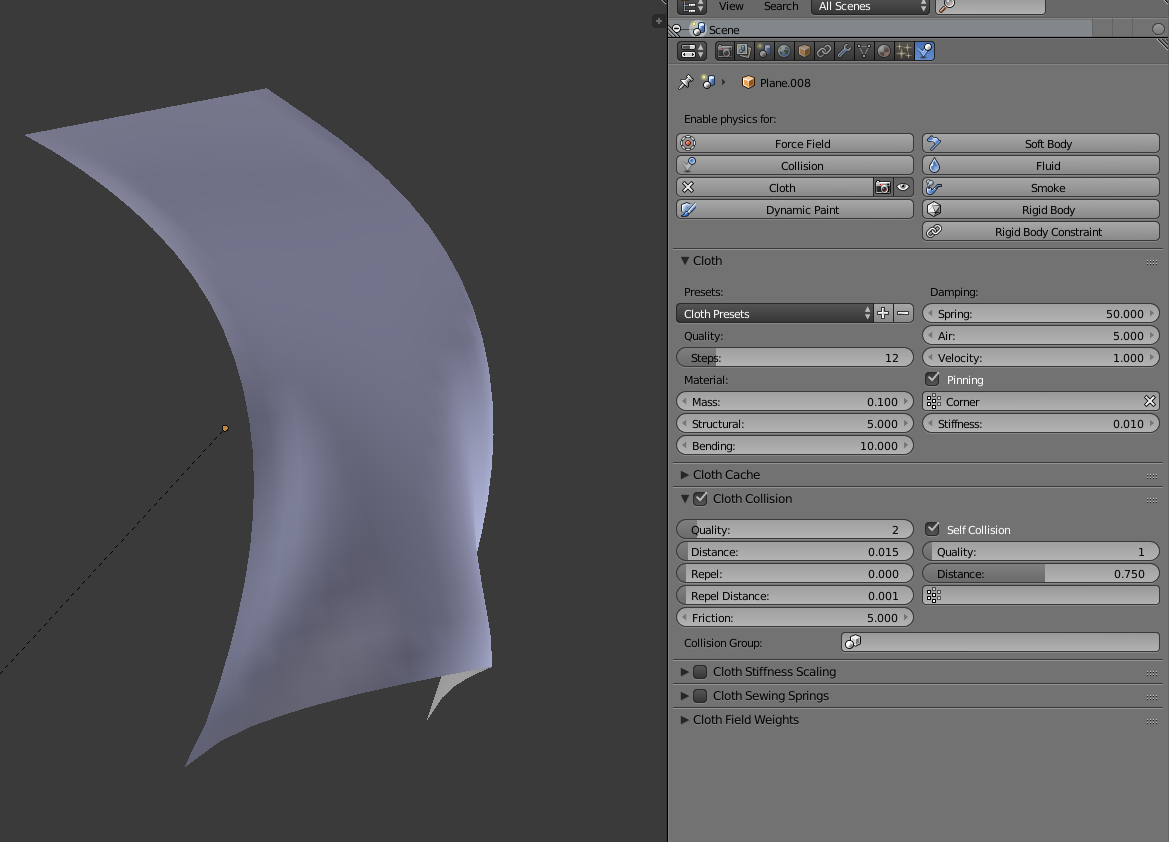 View Search All Scenes
Scene
Plane.008
Enable physics for:
Force Field Soft Body
Collision Fluid
Cloth Smoke
Dynamic Paint Rigid Body
Rigid Body Constraint
Cloth
Presets: Damping:
Cloth Presets Spring: 50.000
Quality: Air: 5.000
Steps: 12 Velocity: 1.000
Material: Pinning
Mass: 0.100 Corner
Structural: 5.000 Stiffness: 0.010
Bending: 10.000
Cloth Cache
Cloth Collision
Quality: 2 Self Collision
Distance: 0.015 Quality: 1
Repel: 0.000 Distance: 0.750
Repel Distance: 0.001
Friction: 5.000
Collision Group:
Cloth Stiffness Scaling
Cloth Sewing Springs
Cloth Field Weights